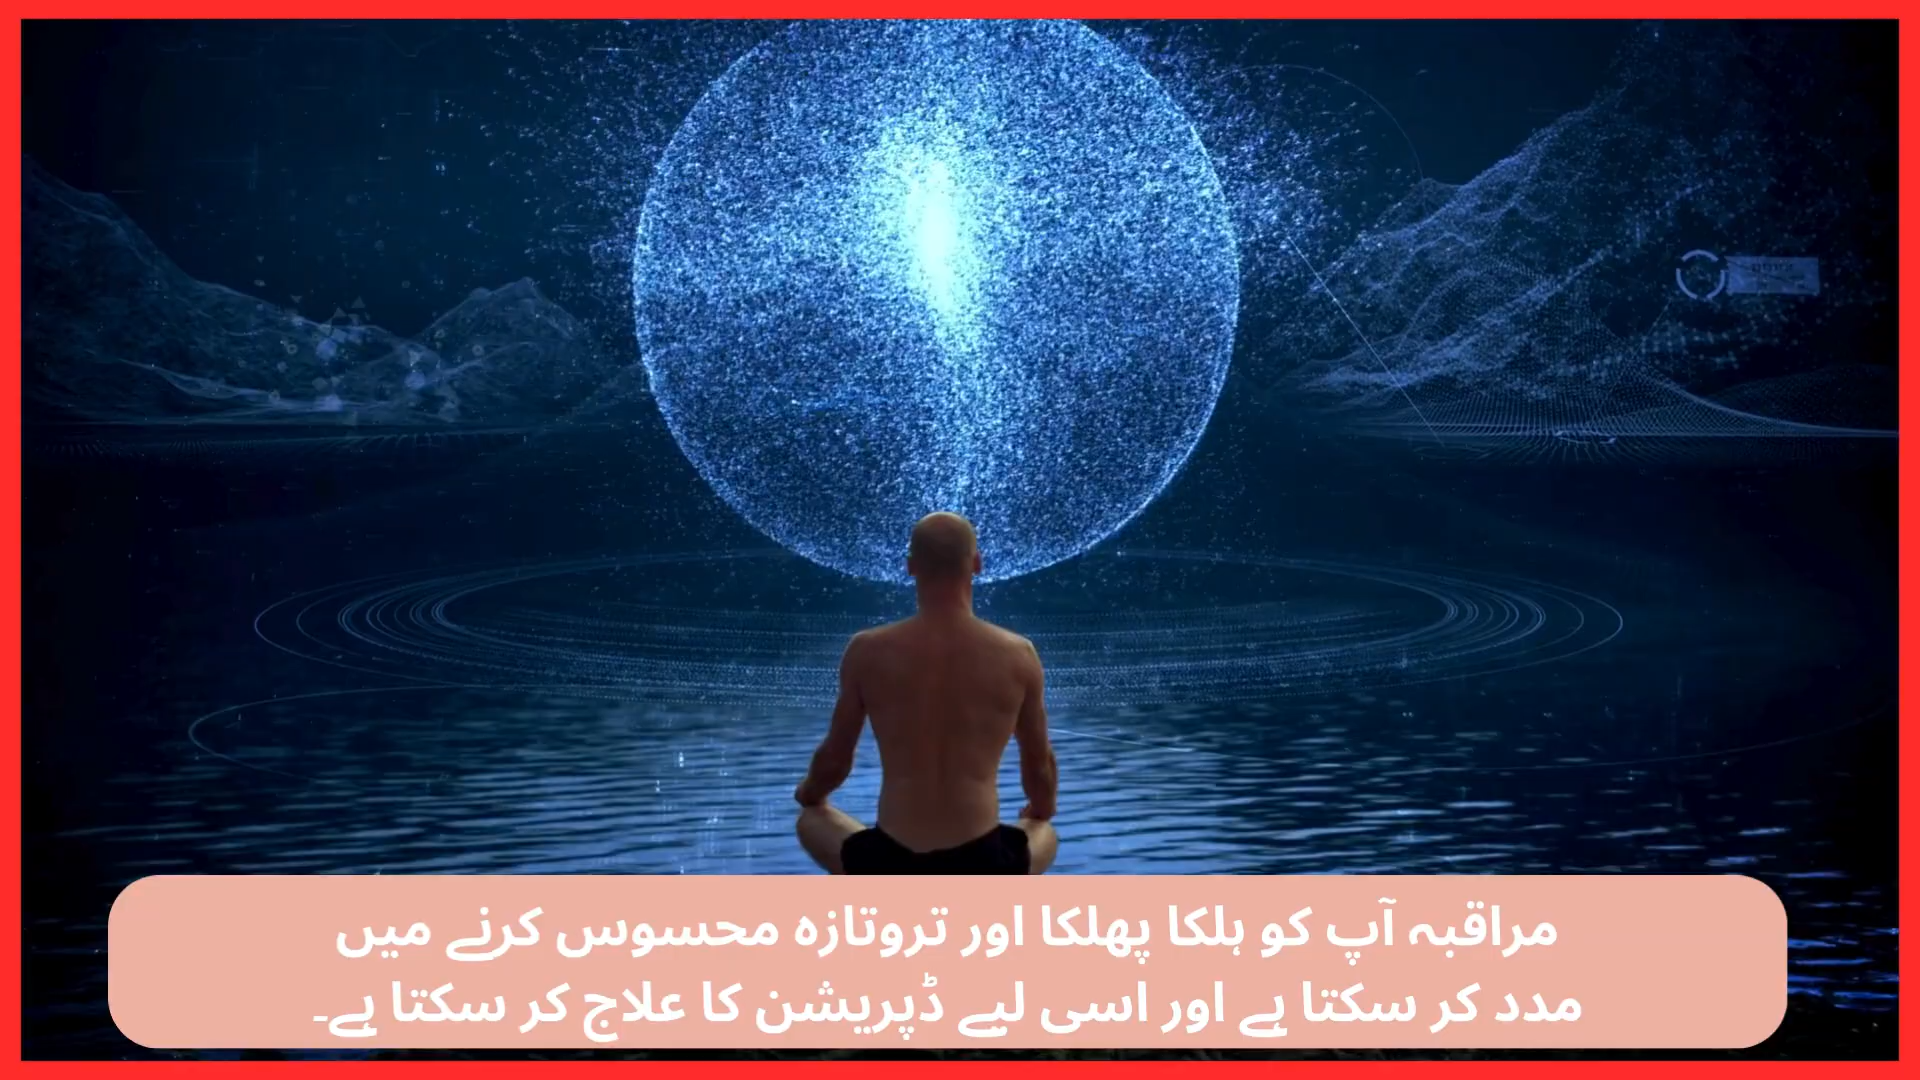 مراقبہ آپ کو ہلکا پھلکا اور تروتازہ محسوس کرنے میں
مدد کر سکتا ہے اور اسی لیے ڈپریشن کا علاج کر سکتا ہے۔